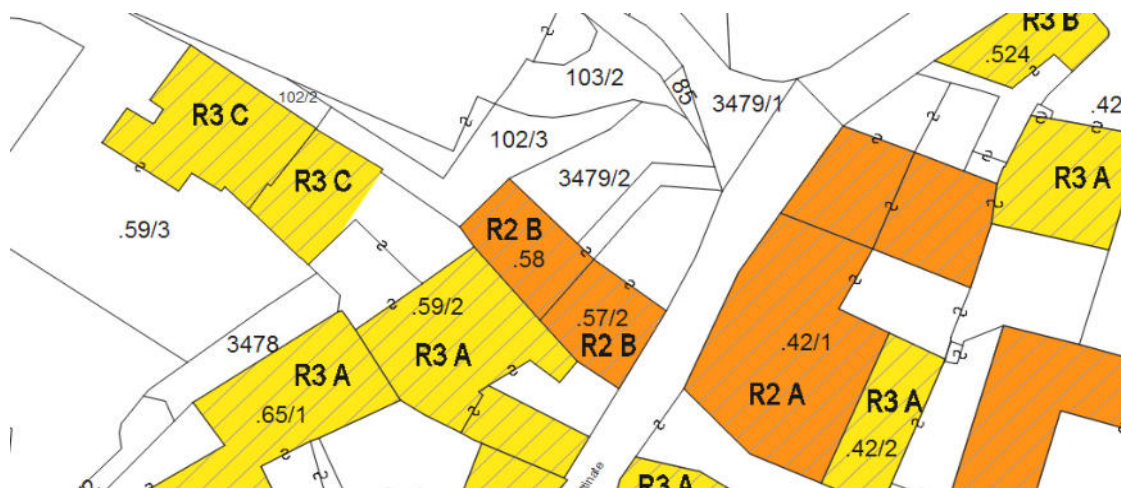 R3 B
.524
103/2
85
3479/1
102/2
R3 C
102/3
R3 C
3479/2
R3 A
.59/3
R2 B
.58
.59/2
.57/2
R2 B
3478
R3 A
.42/1
R3 A
R2 A
R3 A
.65/1
.42/2
R3 A